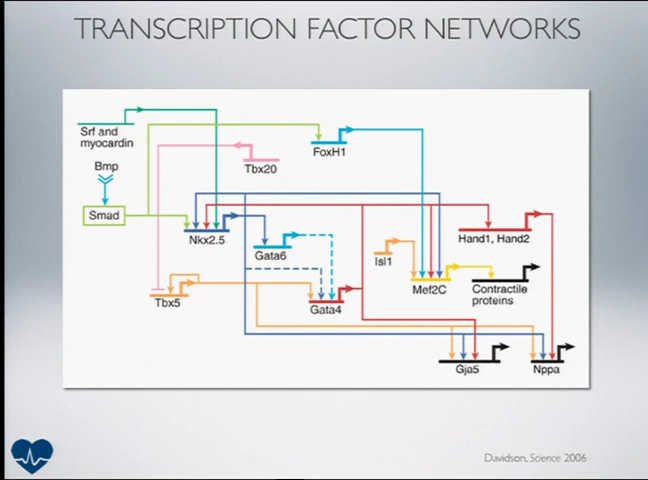 TRANSCRIPTION FACTOR NETWORKS
Srf and
myocardin
FoxH1
Tbx20
Bmp
Smad
Nkx2.5
Hand1, Hand2
Gata6
Isl1
Mef2C
Contractile
proteins
Tbx5
Gata4
Gja5
Nppa
Davidson, Science 2006